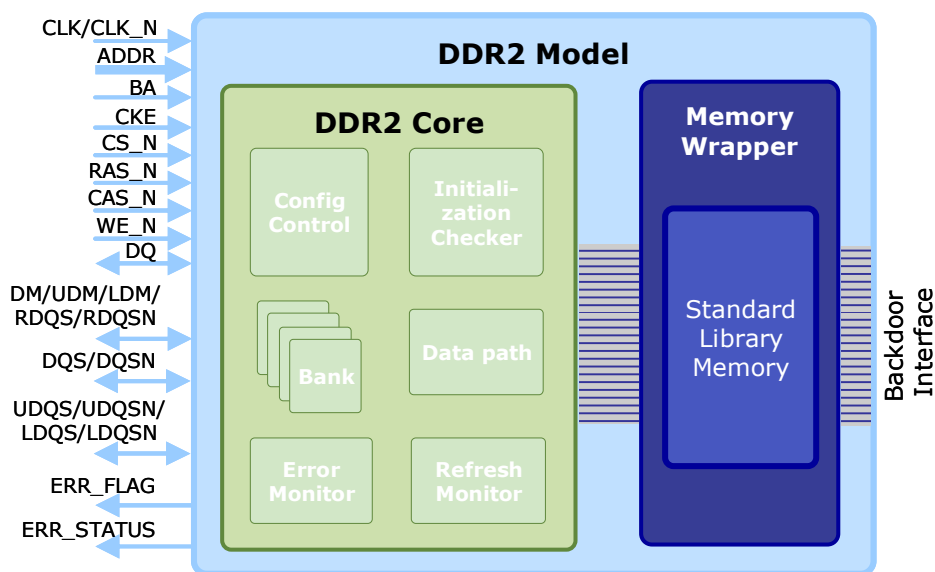 CLK/CLK_N
ADDR
BA
CKE
CS_N
RAS_N
CAS_N
WE_N
DQ
DM/UDM/LDM/
RDQS/RDQSN
DQS/DQSN
UDQS/UDQSN/
LDQS/LDQSN
ERR_FLAG
ERR_STATUS
DDR2 Model
DDR2 Core
Config
Control
Initiali-
zation
Checker
Bank
Data path
Error
Monitor
Refresh
Monitor
Memory
Wrapper
Standard
Library
Memory
Backdoor
Interface